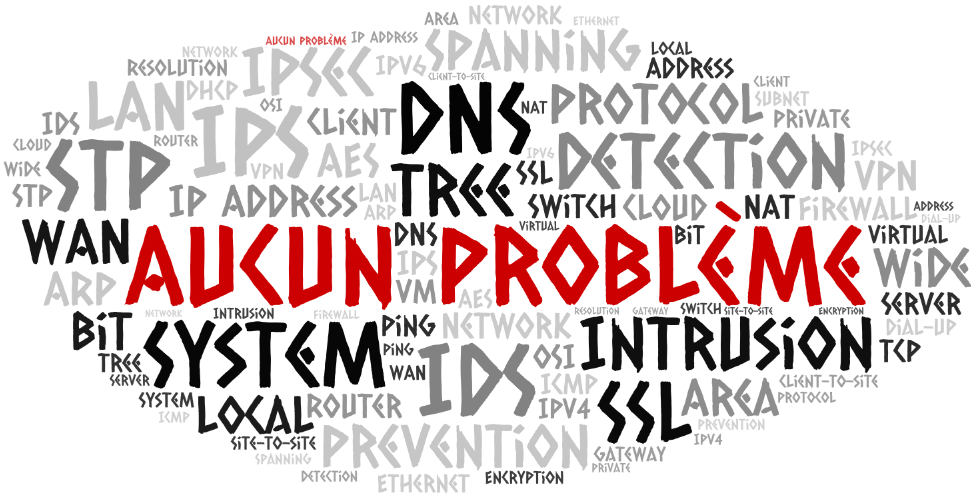 AREA NETWORK ETHERNET
AUCUN PROBLÈME IP ADDRESS SPANNING LOCAL
NETWORK IPSEC IPV6 ADDRESS
RESOLUTION CLIENT-TO-SITE CLIENT
LAN DHCP OSI DNS NAT PROTOCOL SUBNET
IDS IPS CLIENT PRIVATE
CLOUD ROUTER IPV6 DETECTION IPSEC
WIDE STP VPN AES TREE SSL VPN
STP IP ADDRESS LAN SWITCH CLOUD NAT FIREWALL ADDRESS
ARP DIAL-UP
WAN AUCUN DNS VIRTUAL PROBLÈME BIT VIRTUAL
IPS WIDE
ARP VM AES SERVER
BIT NETWORK INTRUSION FIREWALL PING NETWORK RESOLUTION GATEWAY SWITCH SITE-TO-SITE ENCRYPTION DIAL-UP
TREE SYSTEM PING IDS OSI INTRUSION TCP
SERVER WAN ICMP CLIENT-TO-SITE
SYSTEM LOCAL ROUTER IPV4 SSL AREA PROTOCOL
ICMP PREVENTION
SITE-TO-SITE PREVENTION GATEWAY IPV4
SPANNING PRIVATE
DETECTION ETHERNET ENCRYPTION